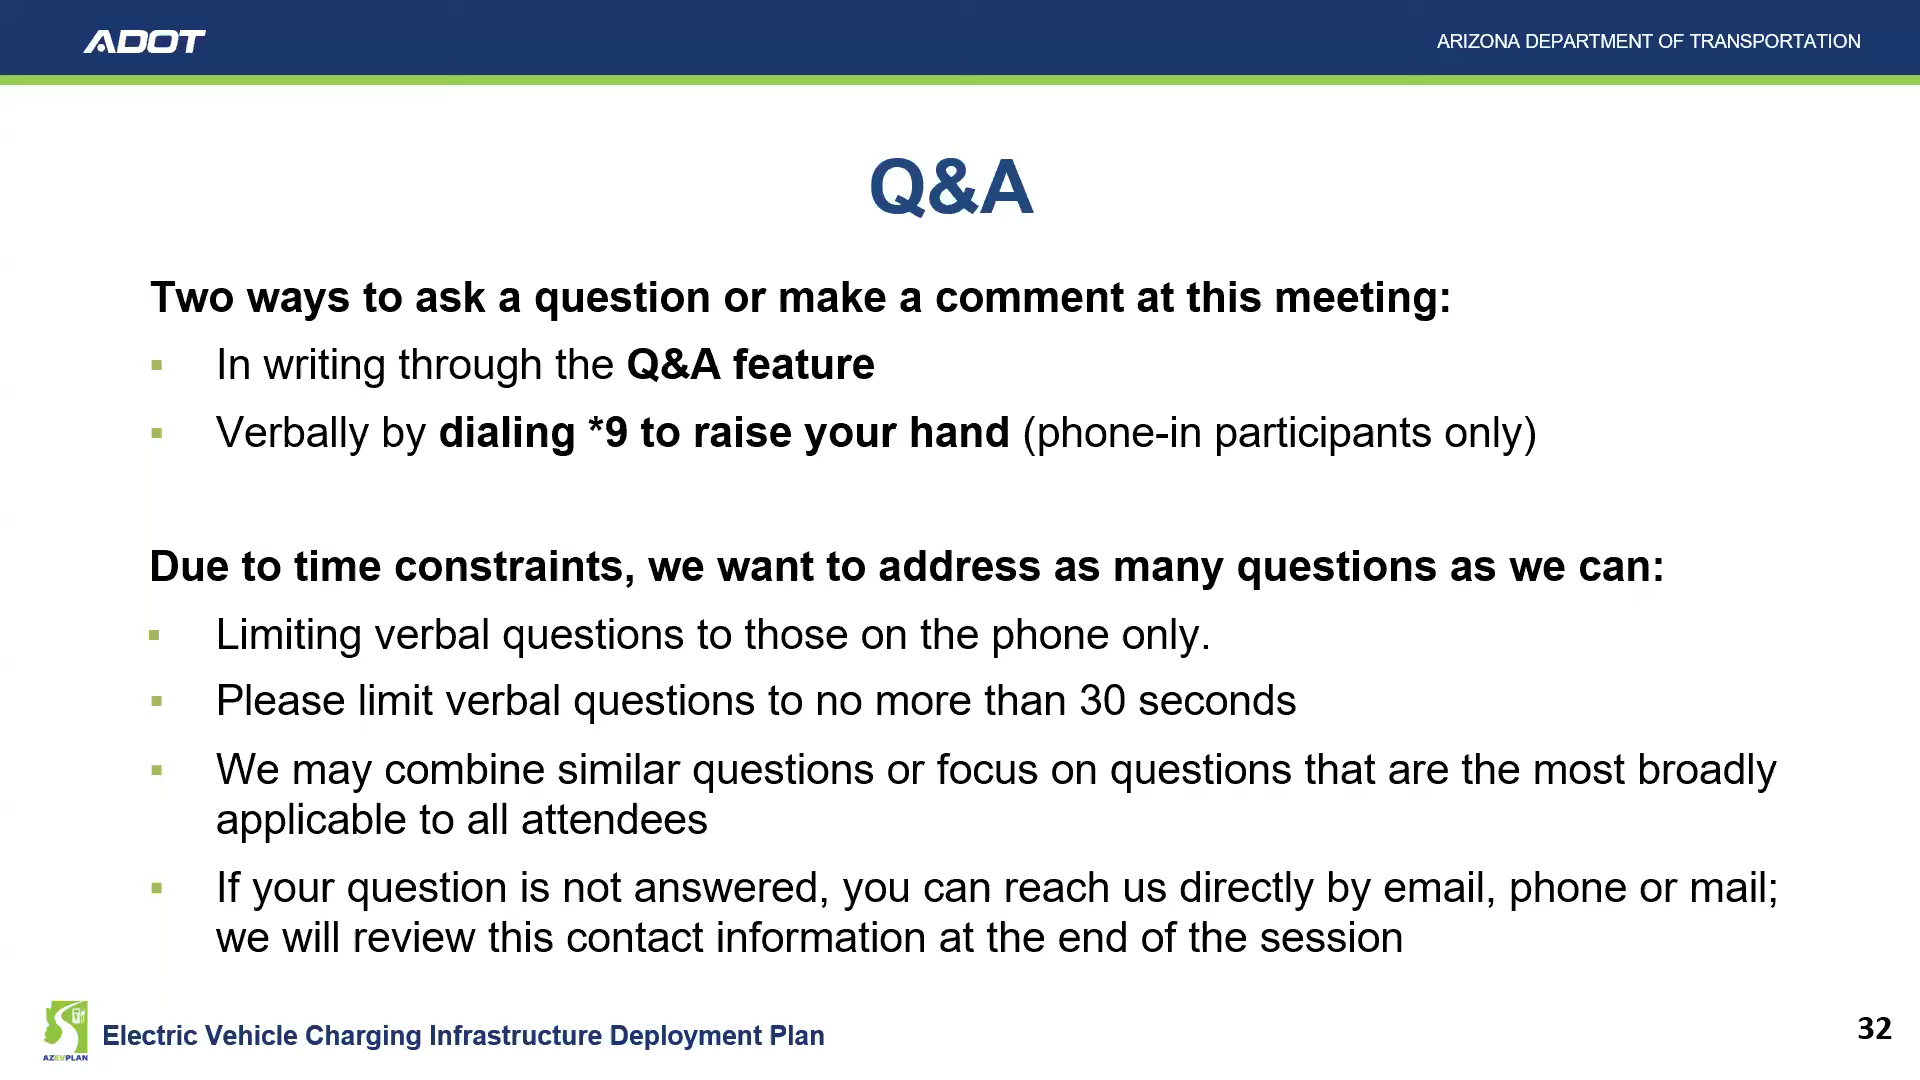 ADOT
ARIZONA DEPARTMENT OF TRANSPORTATION
Q&A
Two ways to ask a question or make a comment at this meeting:
▪ In writing through the Q&A feature
▪ Verbally by dialing *9 to raise your hand (phone-in participants only)
Due to time constraints, we want to address as many questions as we can:
▪ Limiting verbal questions to those on the phone only.
▪ Please limit verbal questions to no more than 30 seconds
▪ We may combine similar questions or focus on questions that are the most broadly
applicable to all attendees
▪ If your question is not answered, you can reach us directly by email, phone or mail;
we will review this contact information at the end of the session
AZEVPLAN
Electric Vehicle Charging Infrastructure Deployment Plan
32